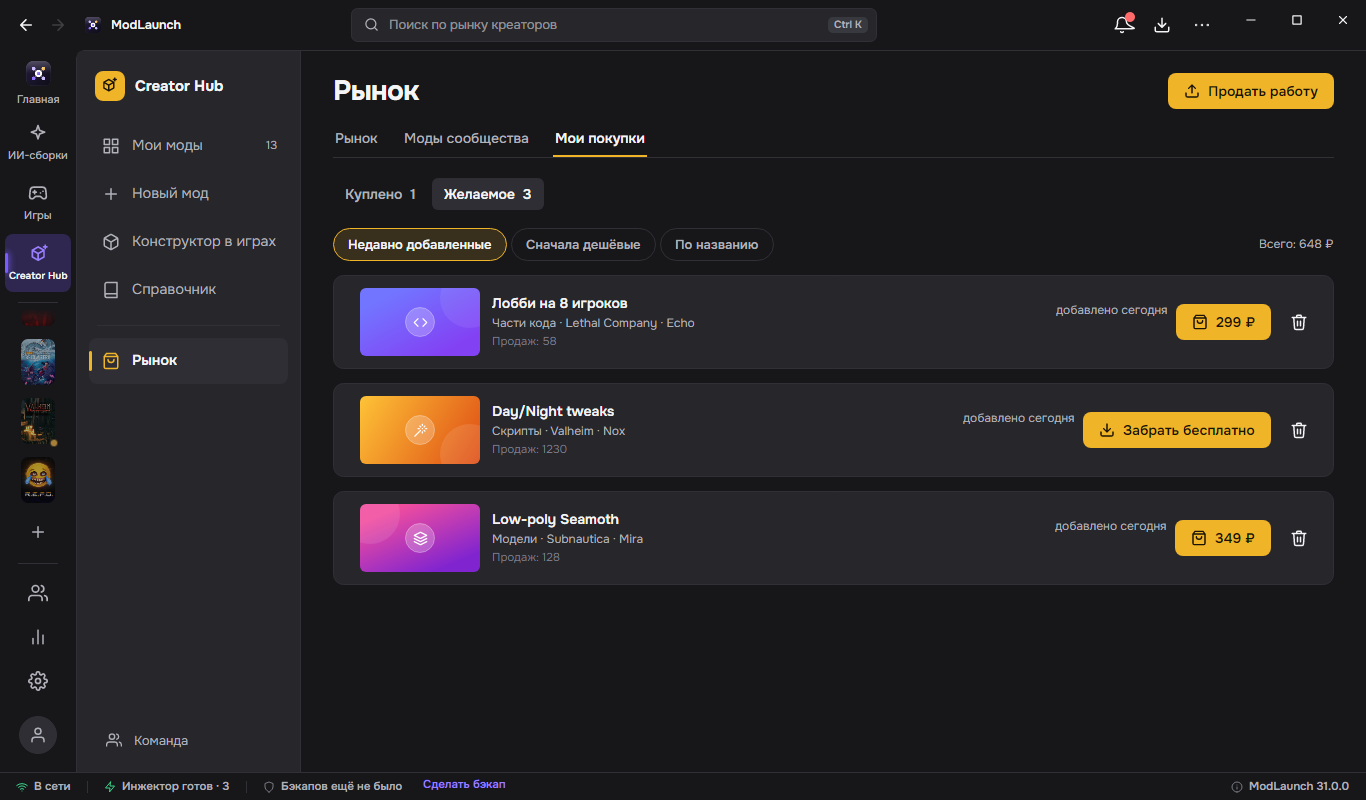 ModLaunch
Поиск по рынку креаторов
Ctrl K
Главная
ИИ-сборки
Игры
Creator Hub
Creator Hub
Мои моды 13
Новый мод
Конструктор в играх
Справочник
Рынок
Команда
Рынок
Продать работу
Рынок Моды сообщества Мои покупки
Куплено 1 Желаемое 3
Недавно добавленные Сначала дешёвые По названию Всего: 648 ₽
Лобби на 8 игроков
Части кода · Lethal Company · Echo
Продаж: 58
добавлено сегодня
299 ₽
Day/Night tweaks
Скрипты · Valheim · Nox
Продаж: 1230
добавлено сегодня
Забрать бесплатно
Low-poly Seamoth
Модели · Subnautica · Mira
Продаж: 128
добавлено сегодня
349 ₽
В сети Инжектор готов · 3 Бэкапов ещё не было Сделать бэкап ModLaunch 31.0.0